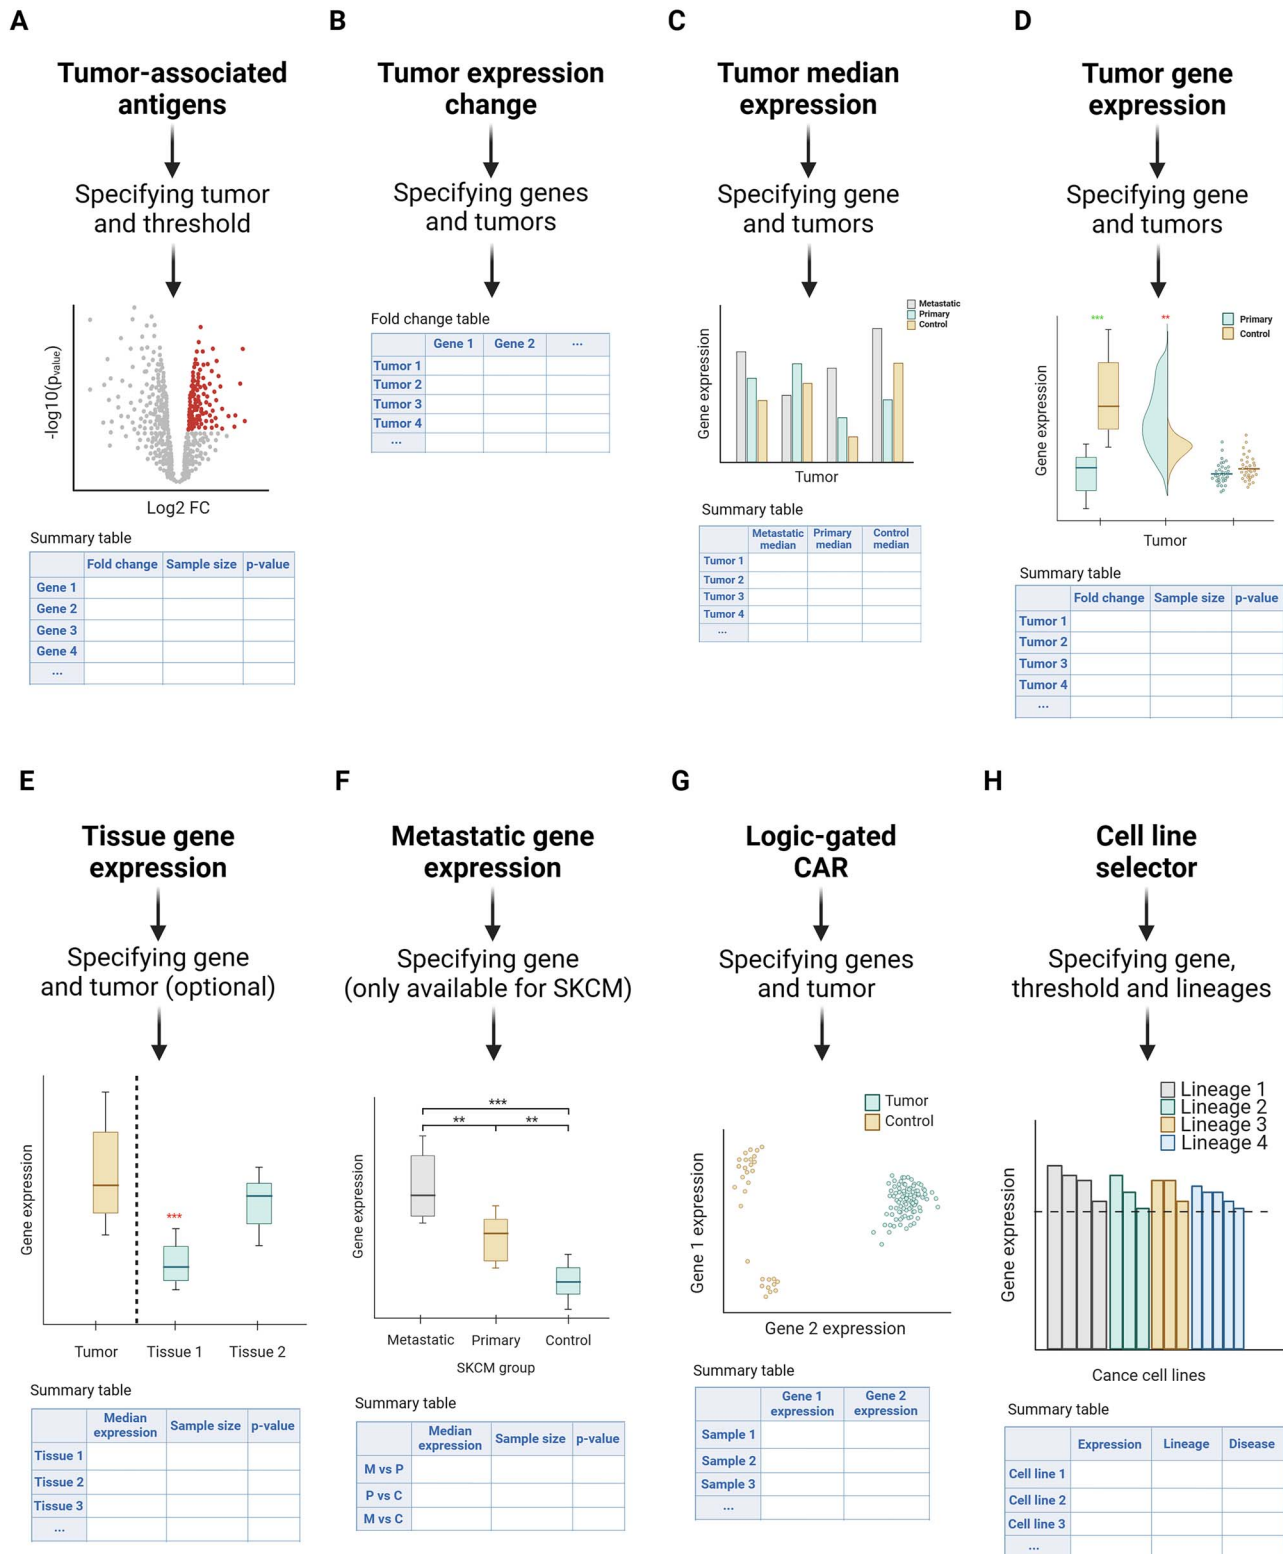 A
Tumor-associated
antigens
Specifying tumor
and threshold
-log10(pvalue)
Log2 FC
Summary table
Fold change Sample size p-value
Gene 1
Gene 2
Gene 3
Gene 4
...
B
Tumor expression
change
Specifying genes
and tumors
Fold change table
Gene 1 Gene 2 ...
Tumor 1
Tumor 2
Tumor 3
Tumor 4
...
C
Tumor median
expression
Specifying gene
and tumors
Metastatic
Primary
Control
Gene expression
Tumor
Summary table
Metastatic median Primary median Control median
Tumor 1
Tumor 2
Tumor 3
Tumor 4
...
D
Tumor gene
expression
Specifying gene
and tumors
*** **
Primary
Control
Gene expression
Tumor
Summary table
Fold change Sample size p-value
Tumor 1
Tumor 2
Tumor 3
Tumor 4
...
E
Tissue gene
expression
Specifying gene
and tumor (optional)
Gene expression
***
Tumor Tissue 1 Tissue 2
Summary table
Median expression Sample size p-value
Tissue 1
Tissue 2
Tissue 3
...
F
Metastatic gene
expression
Specifying gene
(only available for SKCM)
***
** **
Gene expression
Metastatic Primary Control
SKCM group
Summary table
Median expression Sample size p-value
M vs P
P vs C
M vs C
G
Logic-gated
CAR
Specifying genes
and tumor
Tumor
Control
Gene 1 expression
Gene 2 expression
Summary table
Gene 1 expression Gene 2 expression
Sample 1
Sample 2
Sample 3
...
H
Cell line
selector
Specifying gene,
threshold and lineages
Lineage 1
Lineage 2
Lineage 3
Lineage 4
Gene expression
Cance cell lines
Summary table
Expression Lineage Disease
Cell line 1
Cell line 2
Cell line 3
...